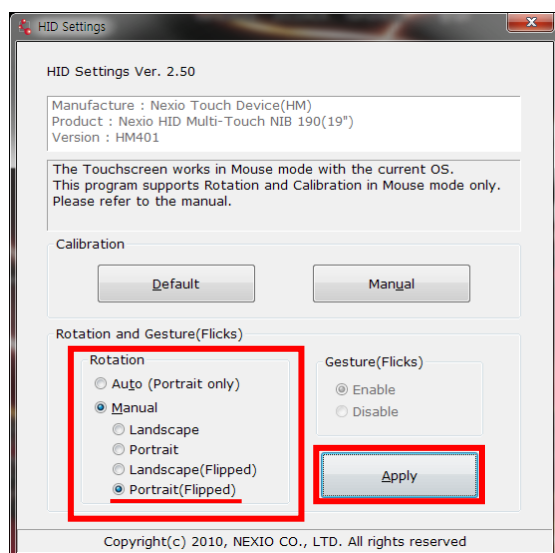 HID Settings
HID Settings Ver. 2.50
Manufacture : Nexio Touch Device(HM)
Product : Nexio HID Multi-Touch NIB 190(19")
Version : HM401
The Touchscreen works in Mouse mode with the current OS.
This program supports Rotation and Calibration in Mouse mode only.
Please refer to the manual.
Calibration
Default
Manual
Rotation and Gesture(Flicks)
Rotation
Auto (Portrait only)
Manual
Landscape
Portrait
Landscape(Flipped)
Portrait(Flipped)
Gesture(Flicks)
Enable
Disable
Apply
Copyright(c) 2010, NEXIO CO., LTD. All rights reserved